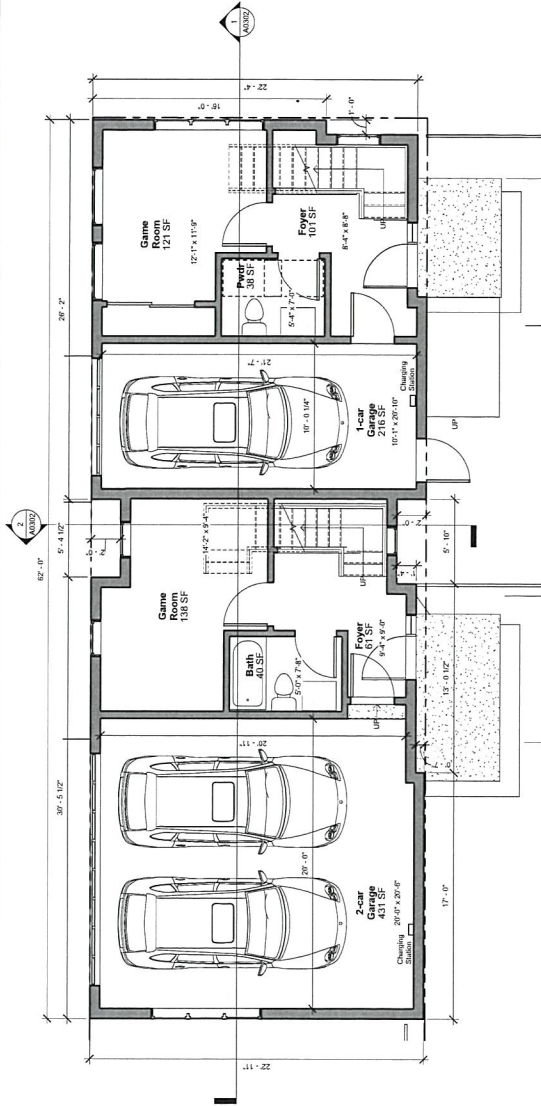 1
A0302
22' - 4"
16' - 0"
1' - 0"
Game
Room
121 SF
12'-1" x 11'-9"
Foyer
101 SF
8'-4" x 8'-8"
UP
Pwdr
38 SF
5'-4" x 7'-0"
26' - 2"
21' - 7"
10' - 0 1/4"
1-car
Garage
216 SF
10'-1" x 20'-10"
Charging
Station
UP
2
A0302
62' - 0"
5' - 4 1/2"
2' - 0"
5' - 10"
1' - 4"
14'-2" x 9'-4"
Game
Room
138 SF
UP
Foyer
61 SF
9'-4" x 9'-0"
Bath
40 SF
5'-0" x 7'-8"
UP
13' - 0 1/2"
30' - 5 1/2"
20' - 11"
20' - 0"
2-car
Garage
431 SF
20'-0" x 20'-6"
Charging
Station
17' - 0"
22' - 11"